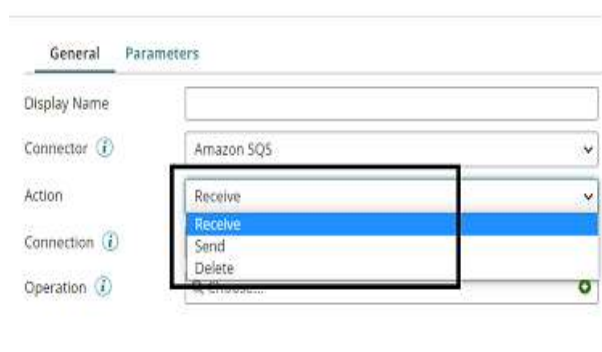 General Parameters
Display Name
Connector i Amazon SQS
Action Receive
Receive
Connection i Send
Delete
Operation i Choose...